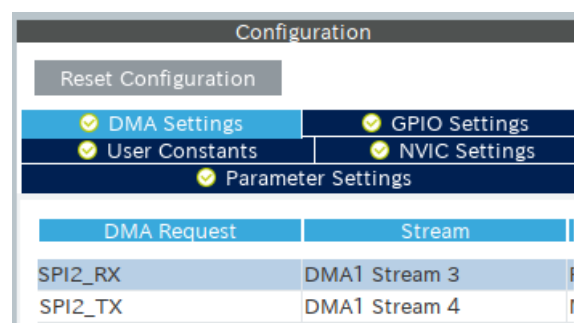 Configuration
Reset Configuration
DMA Settings GPIO Settings
User Constants NVIC Settings
Parameter Settings
DMA Request Stream
SPI2_RX DMA1 Stream 3
SPI2_TX DMA1 Stream 4